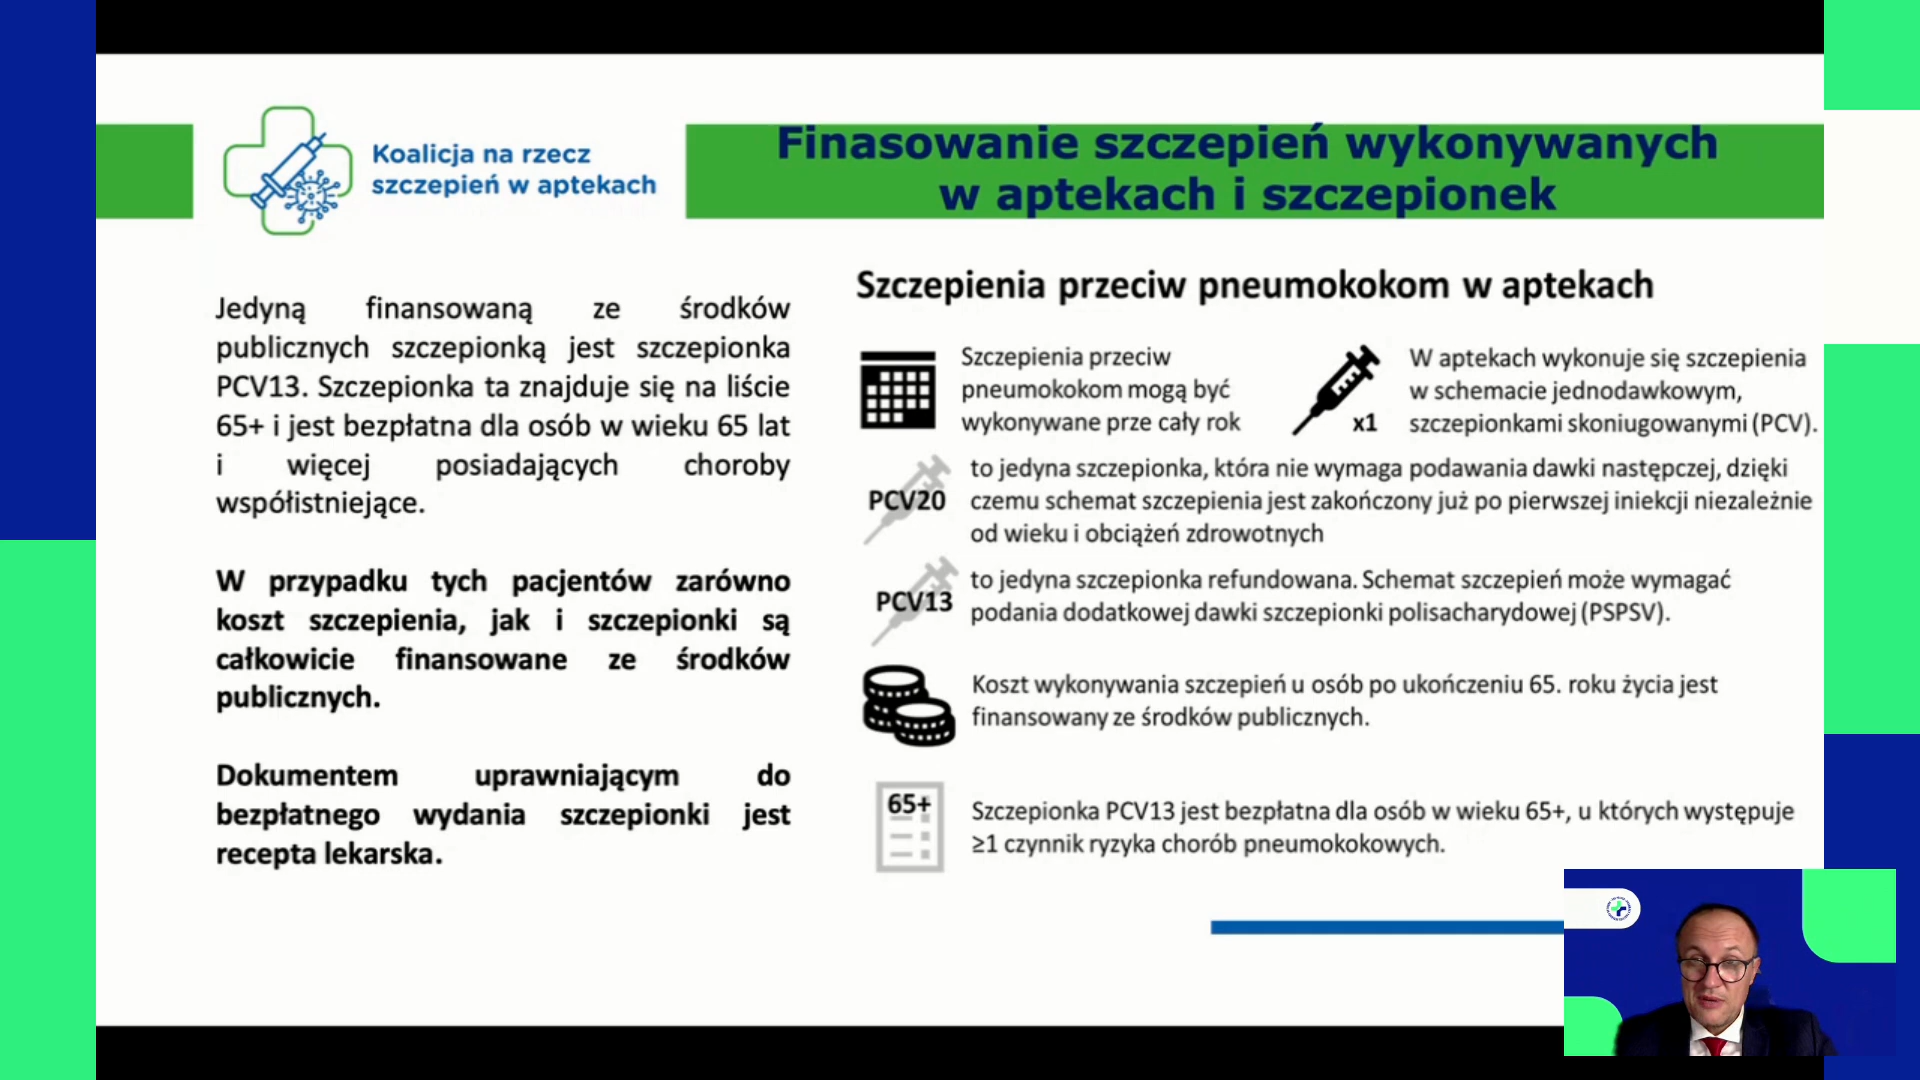 Koalicja na rzecz
szczepień w aptekach
Finasowanie szczepień wykonywanych
w aptekach i szczepionek
Jedyną finansowaną ze środków
publicznych szczepionką jest szczepionka
PCV13. Szczepionka ta znajduje się na liście
65+ i jest bezpłatna dla osób w wieku 65 lat
i więcej posiadających choroby
współistniejące.
W przypadku tych pacjentów zarówno
koszt szczepienia, jak i szczepionki są
całkowicie finansowane ze środków
publicznych.
Dokumentem uprawniającym do
bezpłatnego wydania szczepionki jest
recepta lekarska.
Szczepienia przeciw pneumokokom w aptekach
Szczepienia przeciw
pneumokokom mogą być
wykonywane prze cały rok
x1
W aptekach wykonuje się szczepienia
w schemacie jednodawkowym,
szczepionkami skoniugowanymi (PCV).
PCV20
to jedyna szczepionka, która nie wymaga podawania dawki następczej, dzięki
czemu schemat szczepienia jest zakończony już po pierwszej iniekcji niezależnie
od wieku i obciążeń zdrowotnych
PCV13
to jedyna szczepionka refundowana. Schemat szczepień może wymagać
podania dodatkowej dawki szczepionki polisacharydowej (PSPSV).
Koszt wykonywania szczepień u osób po ukończeniu 65. roku życia jest
finansowany ze środków publicznych.
65+
Szczepionka PCV13 jest bezpłatna dla osób w wieku 65+, u których występuje
≥1 czynnik ryzyka chorób pneumokokowych.